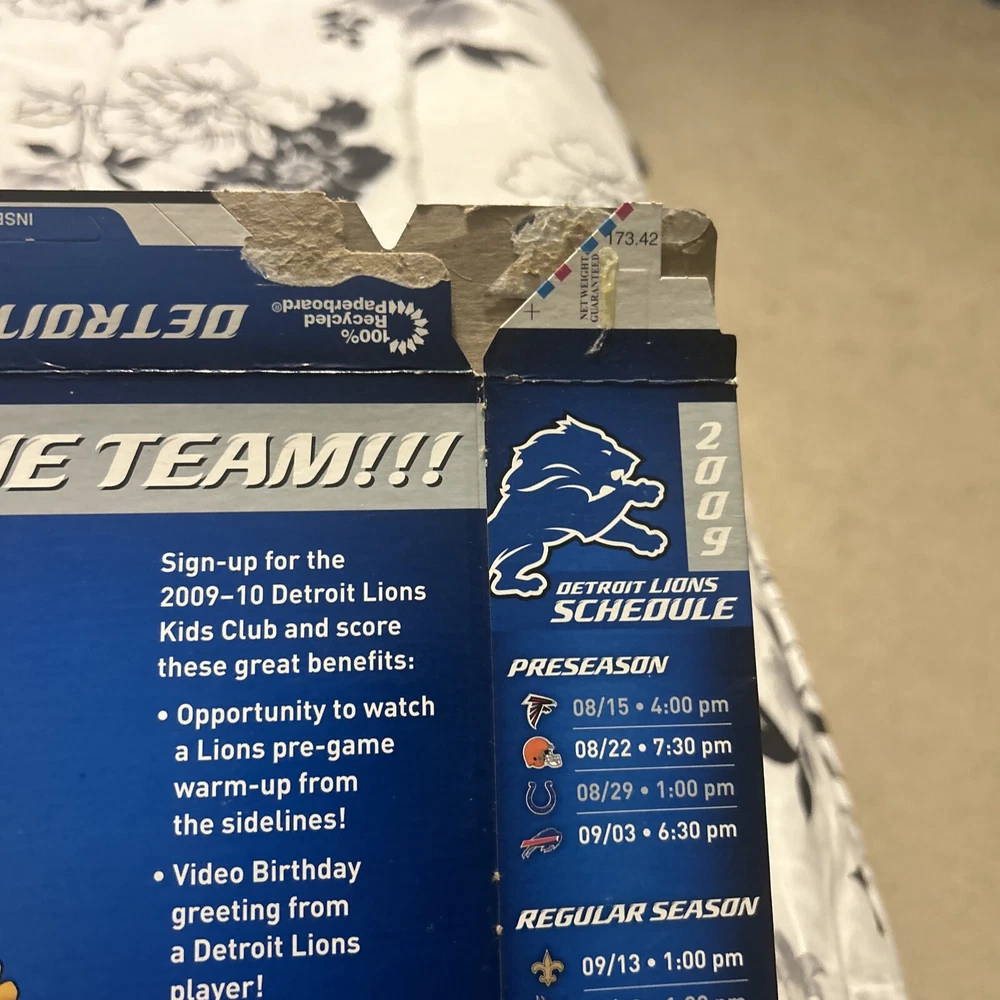 INSE
DETROIT
100%
Recycled
Paperboard®
173.42
NET WEIGHT
GUARANTEED
E TEAM!!!
Sign-up for the
2009–10 Detroit Lions
Kids Club and score
these great benefits:
• Opportunity to watch
a Lions pre-game
warm-up from
the sidelines!
• Video Birthday
greeting from
a Detroit Lions
player!
2009
DETROIT LIONS
SCHEDULE
PRESEASON
08/15 • 4:00 pm
08/22 • 7:30 pm
08/29 • 1:00 pm
09/03 • 6:30 pm
REGULAR SEASON
09/13 • 1:00 pm